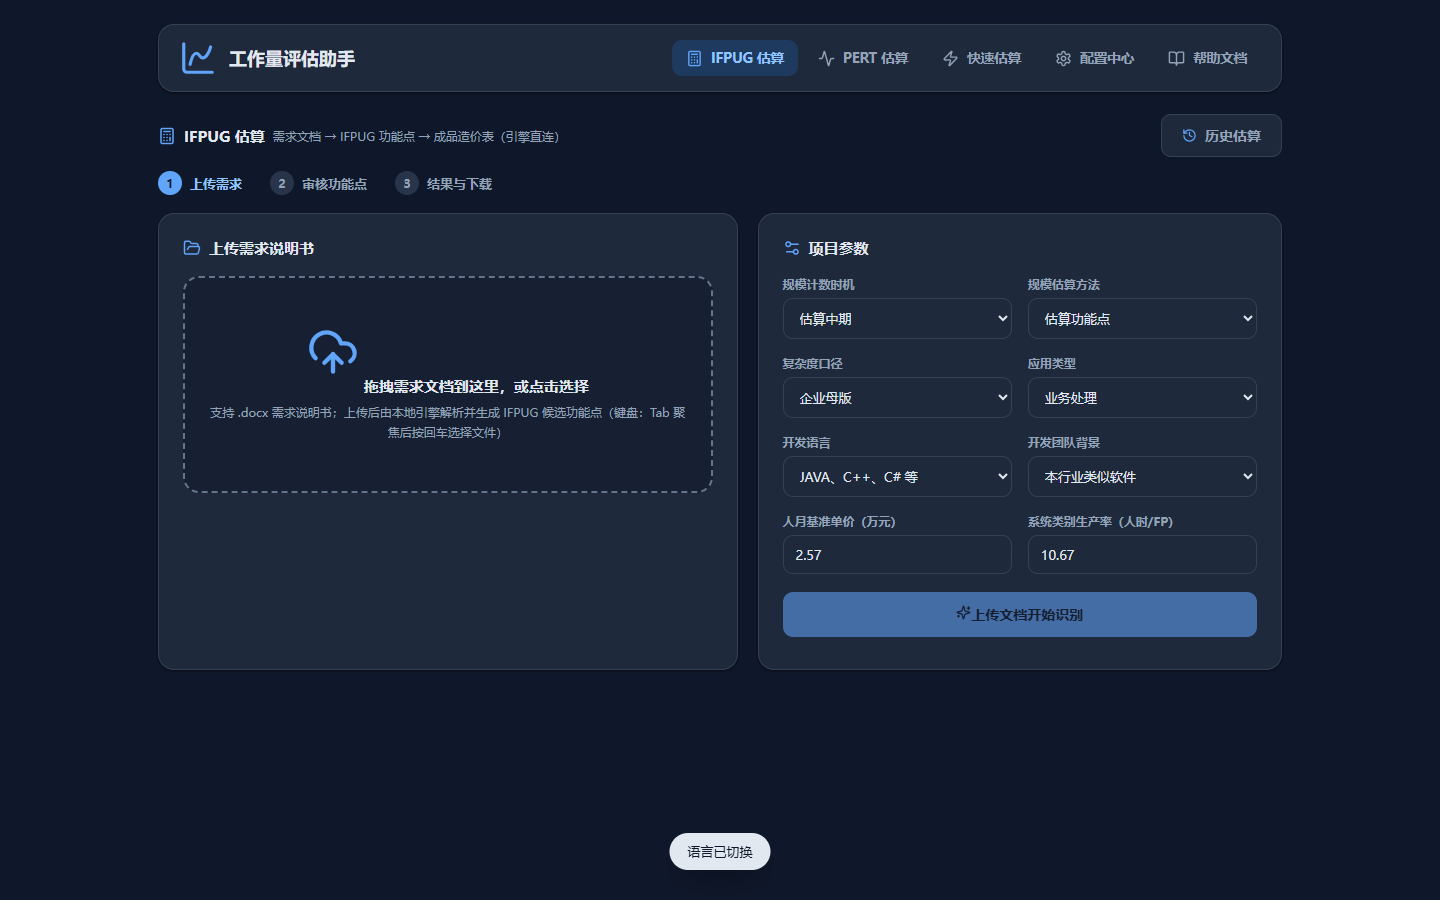 工作量评估助手
IFPUG 估算
PERT 估算
快速估算
配置中心
帮助文档
IFPUG 估算 需求文档 → IFPUG 功能点 → 成品造价表（引擎直连）
历史估算
1 上传需求
2 审核功能点
3 结果与下载
上传需求说明书
拖拽需求文档到这里，或点击选择
支持 .docx 需求说明书；上传后由本地引擎解析并生成 IFPUG 候选功能点（键盘：Tab 聚
焦后按回车选择文件）
项目参数
规模计数时机
规模估算方法
估算中期
估算功能点
复杂度口径
应用类型
企业母版
业务处理
开发语言
开发团队背景
JAVA、C++、C# 等
本行业类似软件
人月基准单价（万元）
系统类别生产率（人时/FP）
2.57
10.67
上传文档开始识别
语言已切换